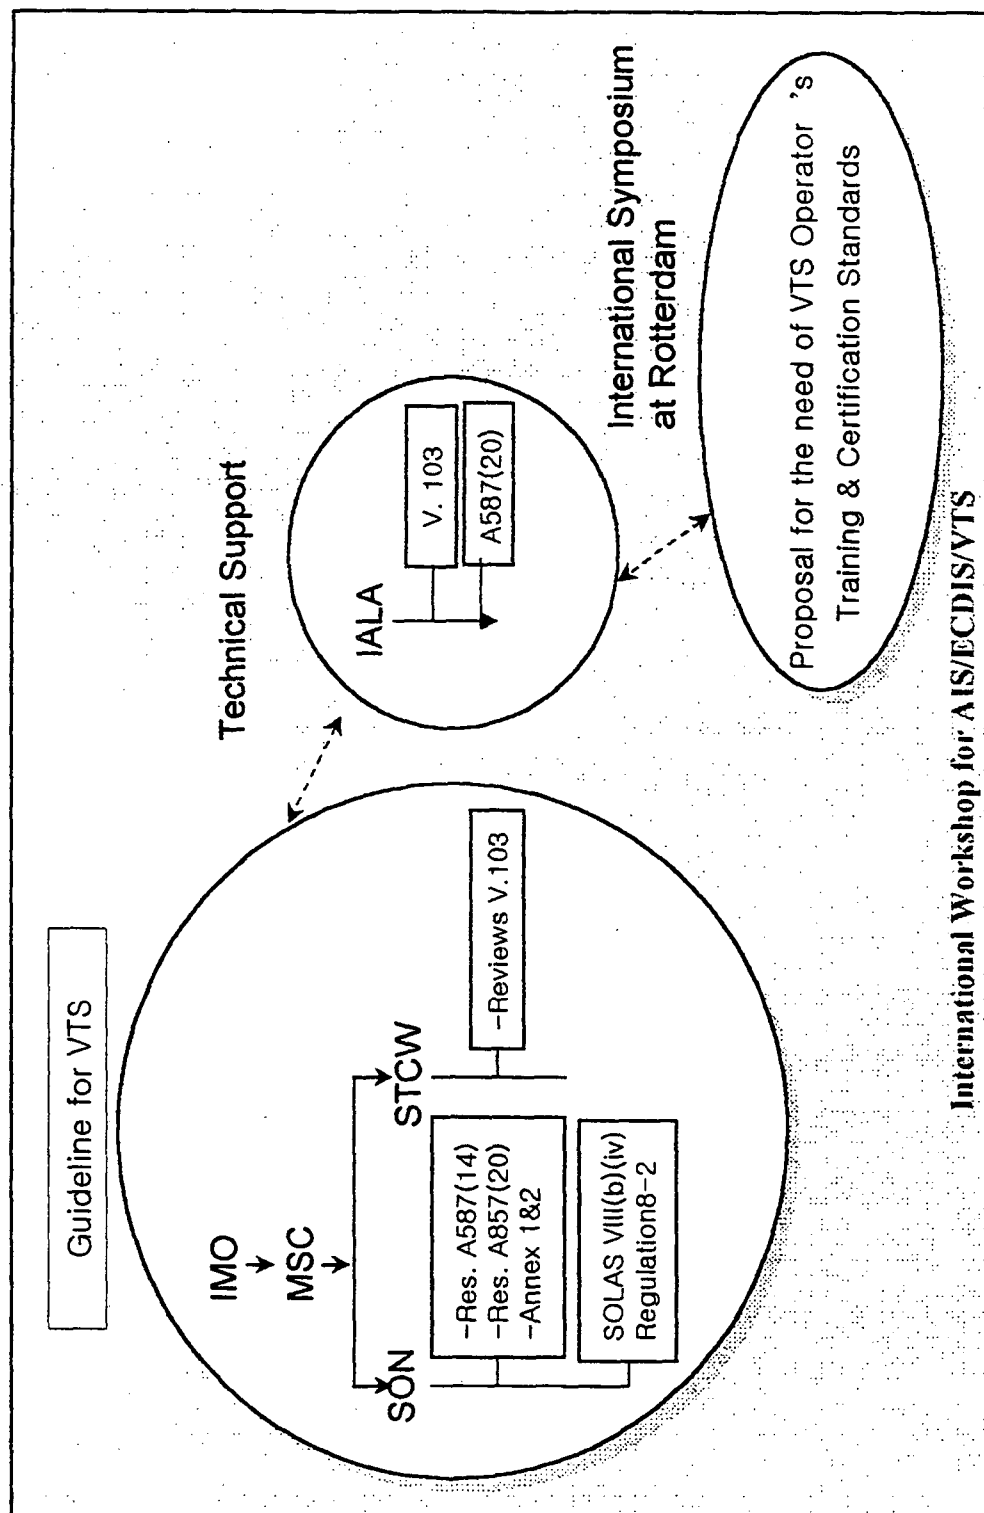 Guideline for VTS
IMO
MSC
SON
STCW
-Res. A587(14)
-Res. A857(20)
-Annex 1&2
SOLAS VIII(b)(iv)
Regulation8-2
-Reviews V.103
Technical Support
IALA
V. 103
A587(20)
International Symposium
at Rotterdam
Proposal for the need of VTS Operator 's
Training & Certification Standards
International Workshop for AIS/ECDIS/VTS